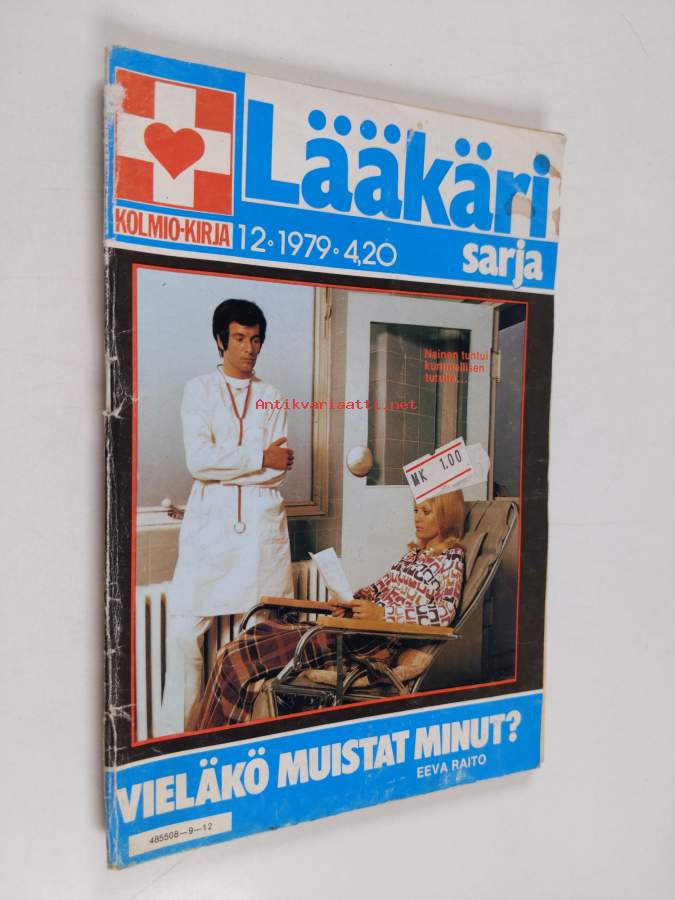 Lääkäri
sarja
KOLMIO-KIRJA
12•1979•4,20
Nainen tuntui
kummallisen
tutulta...
Antikvariaatti.net
MK 1.00
VIELÄKÖ MUISTAT MINUT?
EEVA RAITO
485508—9—12